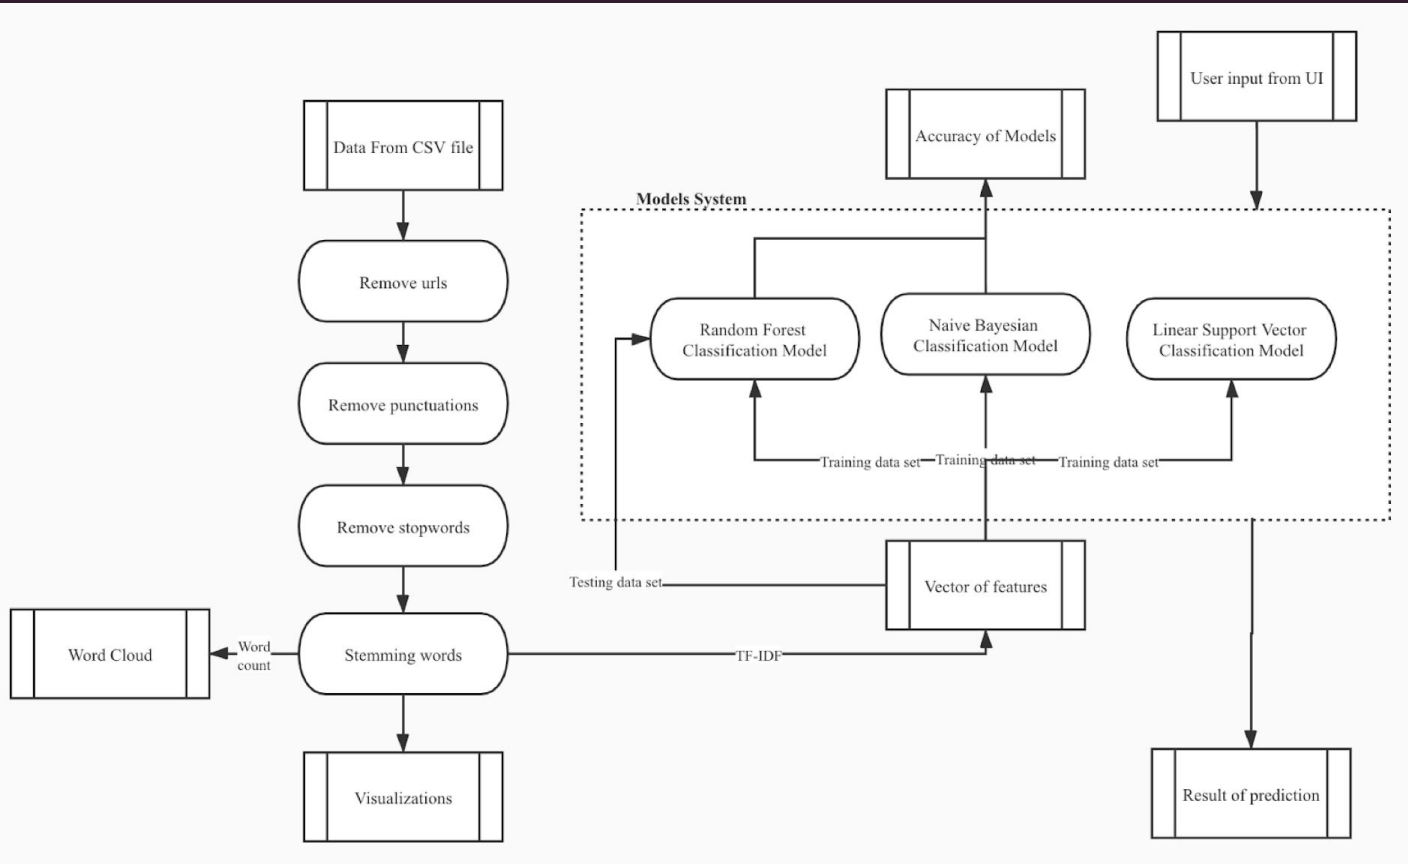 User input from UI
Accuracy of Models
Data From CSV file
Models System
Remove urls
Random Forest
Classification Model
Naive Bayesian
Classification Model
Linear Support Vector
Classification Model
Remove punctuations
Training data set
Training data set
Training data set
Remove stopwords
Testing data set
Vector of features
Word Cloud
Word
count
Stemming words
TF-IDF
Visualizations
Result of prediction